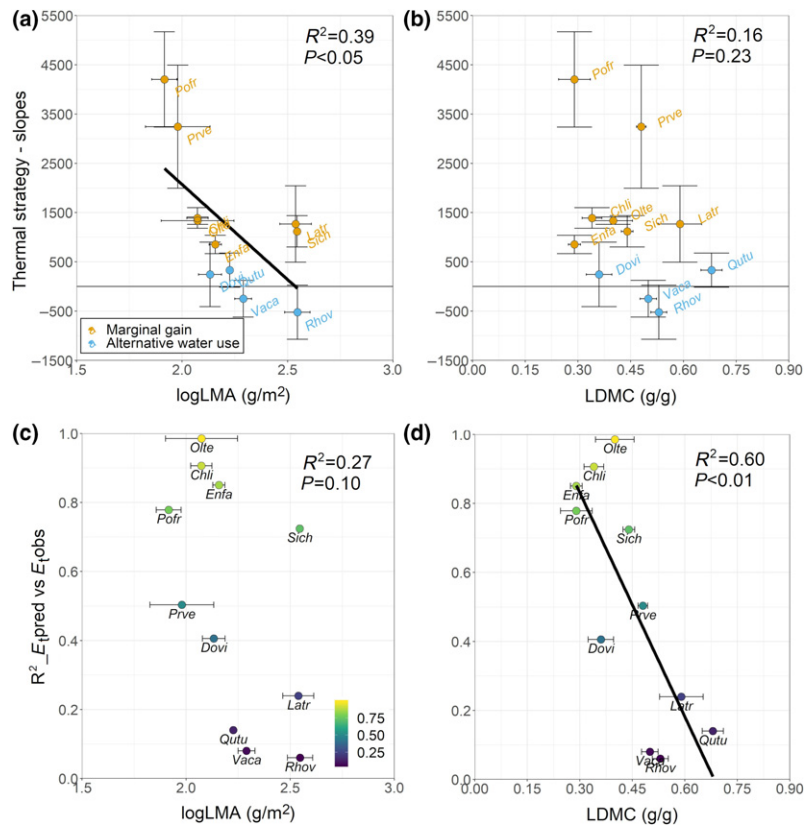 (a)
R²=0.39
P<0.05
Thermal strategy - slopes
5500
4500
3500
2500
1500
500
−500
−1500
Pofr
Prve
Latr
Sich
Enfa
Dovi
Qutu
Vaca
Rhov
Marginal gain
Alternative water use
1.5 2.0 2.5 3.0
logLMA (g/m²)
(b)
R²=0.16
P=0.23
Pofr
Prve
Chli
Olte
Latr
Sich
Enfa
Dovi
Qutu
Vaca
Rhov
0.00 0.15 0.30 0.45 0.60 0.75 0.90
LDMC (g/g)
(c)
R²=0.27
P=0.10
R²_Eₜpred vs Eₜobs
1.0
0.8
0.6
0.4
0.2
0.0
Olte
Chli
Enfa
Pofr
Sich
Prve
Dovi
Latr
Qutu
Vaca
Rhov
0.75
0.50
0.25
1.5 2.0 2.5 3.0
logLMA (g/m²)
(d)
R²=0.60
P<0.01
Olte
Chli
Enfa
Pofr
Sich
Prve
Dovi
Latr
Qutu
Vaca
Rhov
0.00 0.15 0.30 0.45 0.60 0.75 0.90
LDMC (g/g)